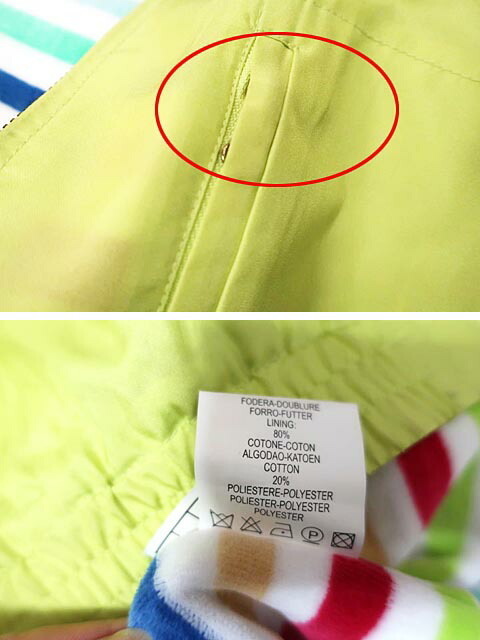 FODERA-DOUBLURE
FORRO-FUTTER
LINING:
80%
COTONE-COTON
ALGODAO-KATOEN
COTTON
20%
POLIESTERE-POLYESTER
POLIESTER-POLYESTER
POLYESTER
P